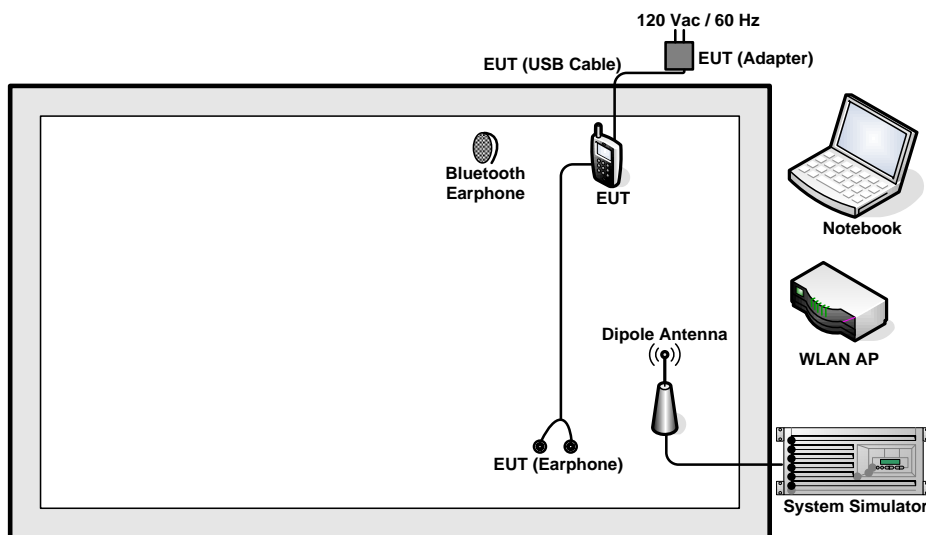 120 Vac / 60 Hz
EUT (USB Cable)
EUT (Adapter)
Bluetooth
Earphone
EUT
Notebook
Dipole Antenna
WLAN AP
EUT (Earphone)
System Simulator